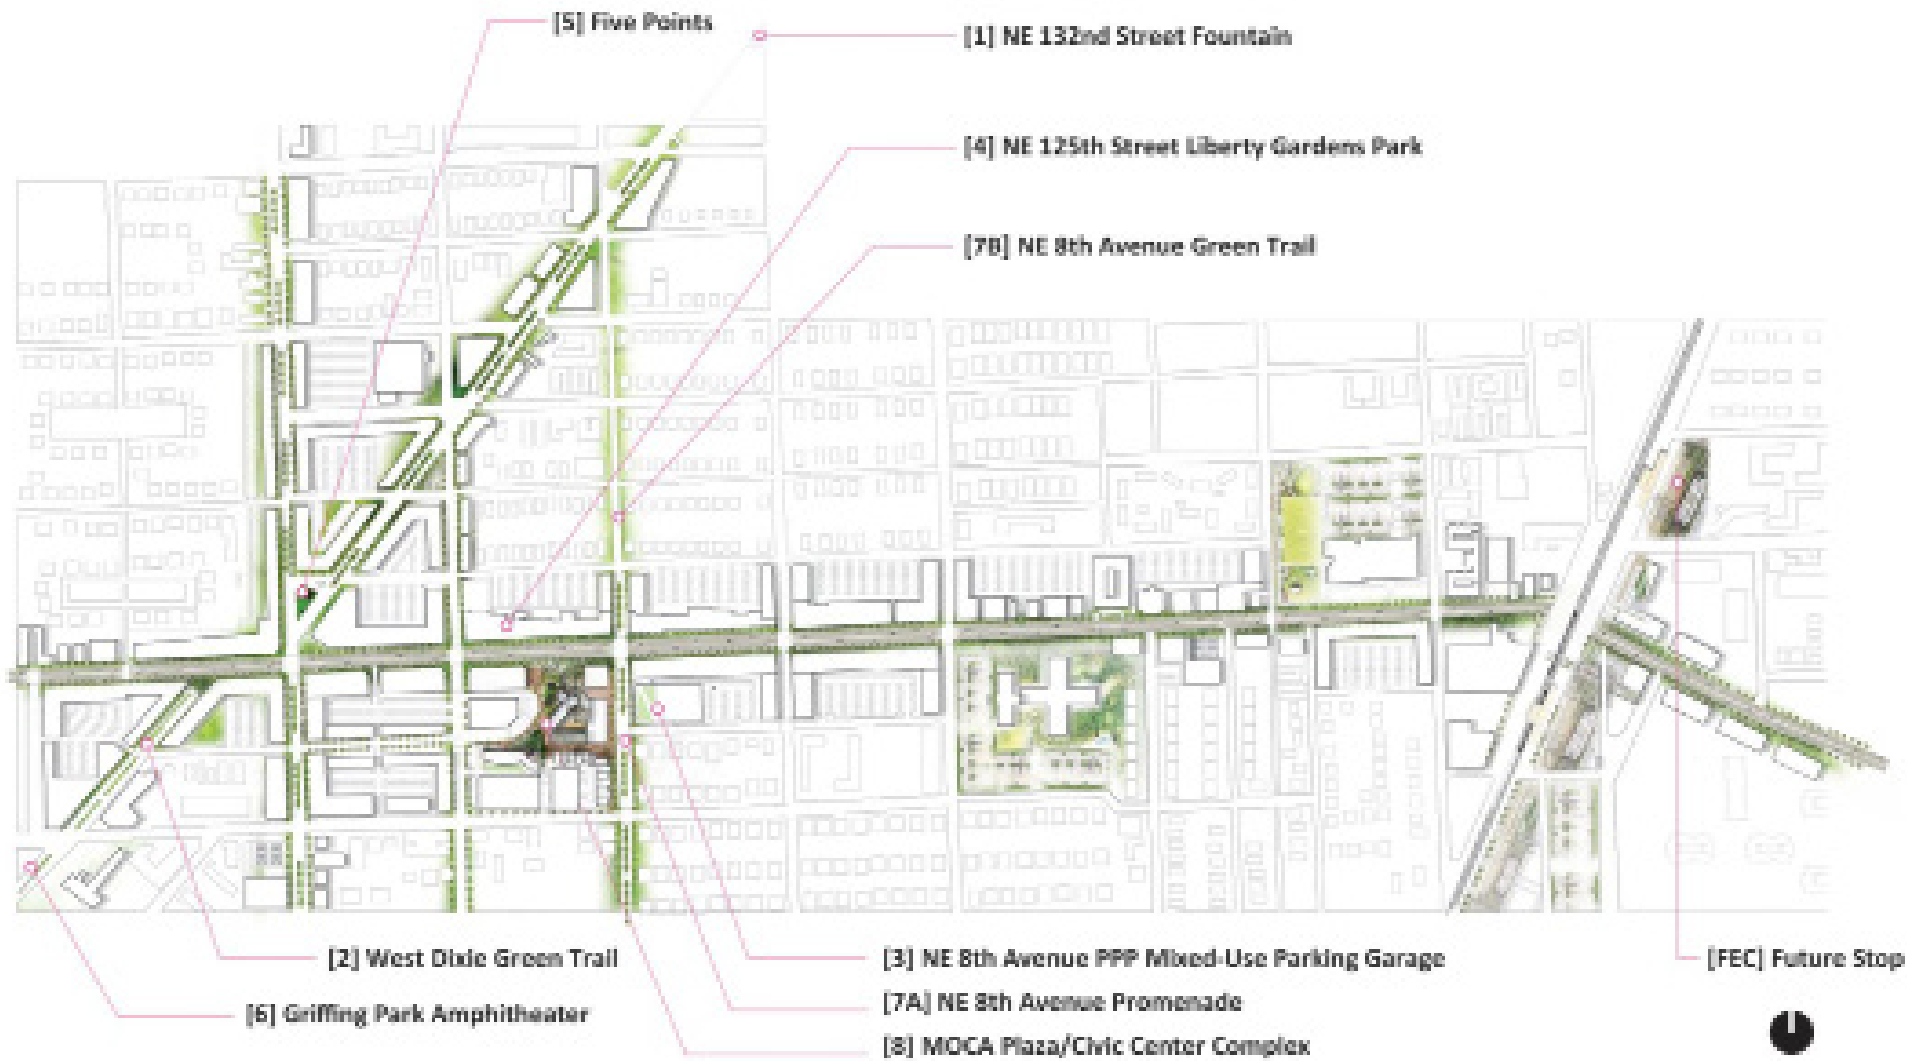 [5] Five Points
[1] NE 132nd Street Fountain
[4] NE 125th Street Liberty Gardens Park
[7B] NE 8th Avenue Green Trail
[2] West Dixie Green Trail
[3] NE 8th Avenue PPP Mixed-Use Parking Garage
[FEC] Future Stop
[7A] NE 8th Avenue Promenade
[6] Griffing Park Amphitheater
[8] MOCA Plaza/Civic Center Complex